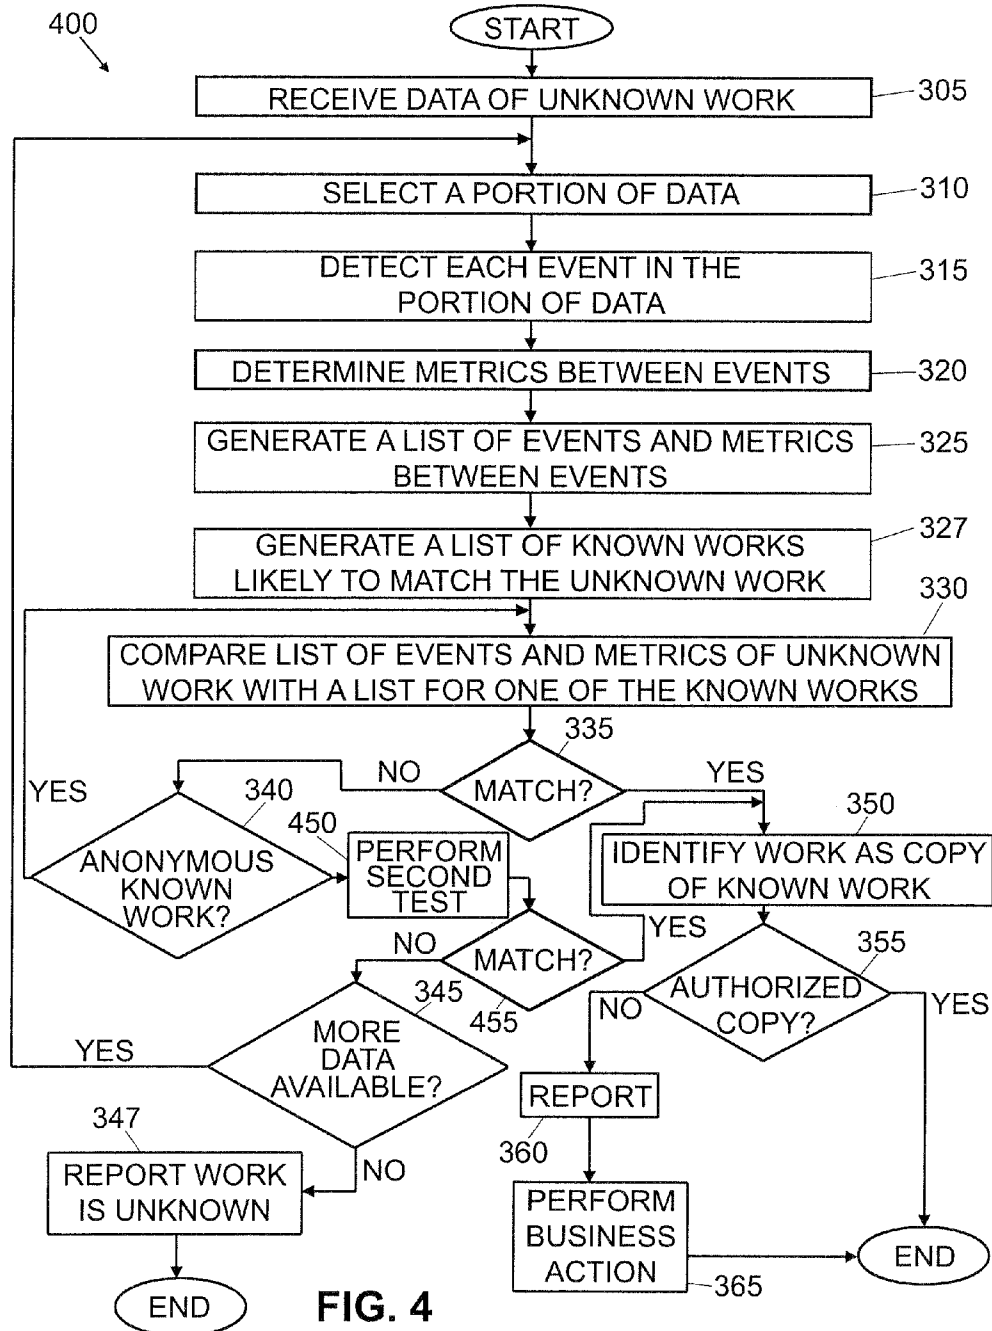 400
START
RECEIVE DATA OF UNKNOWN WORK
305
SELECT A PORTION OF DATA
310
DETECT EACH EVENT IN THE
PORTION OF DATA
315
DETERMINE METRICS BETWEEN EVENTS
320
GENERATE A LIST OF EVENTS AND METRICS
BETWEEN EVENTS
325
GENERATE A LIST OF KNOWN WORKS
LIKELY TO MATCH THE UNKNOWN WORK
327
330
COMPARE LIST OF EVENTS AND METRICS OF UNKNOWN
WORK WITH A LIST FOR ONE OF THE KNOWN WORKS
335
MATCH?
NO
YES
YES
340
ANONYMOUS
KNOWN
WORK?
450
PERFORM
SECOND
TEST
350
IDENTIFY WORK AS COPY
OF KNOWN WORK
NO
MATCH?
YES
455
355
AUTHORIZED
COPY?
NO
YES
345
MORE
DATA
AVAILABLE?
YES
NO
REPORT
360
347
REPORT WORK
IS UNKNOWN
PERFORM
BUSINESS
ACTION
365
END
END
FIG. 4